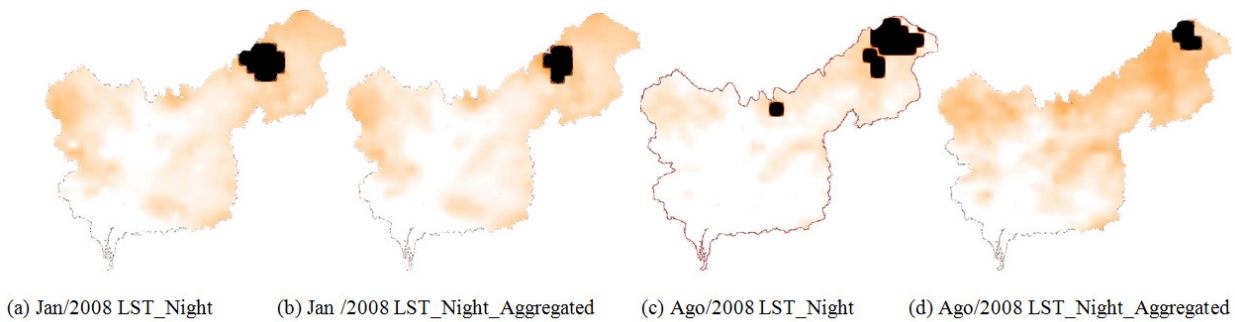 (a) Jan/2008 LST_Night
(b) Jan /2008 LST_Night_Aggregated
(c) Ago/2008 LST_Night
(d) Ago/2008 LST_Night_Aggregated